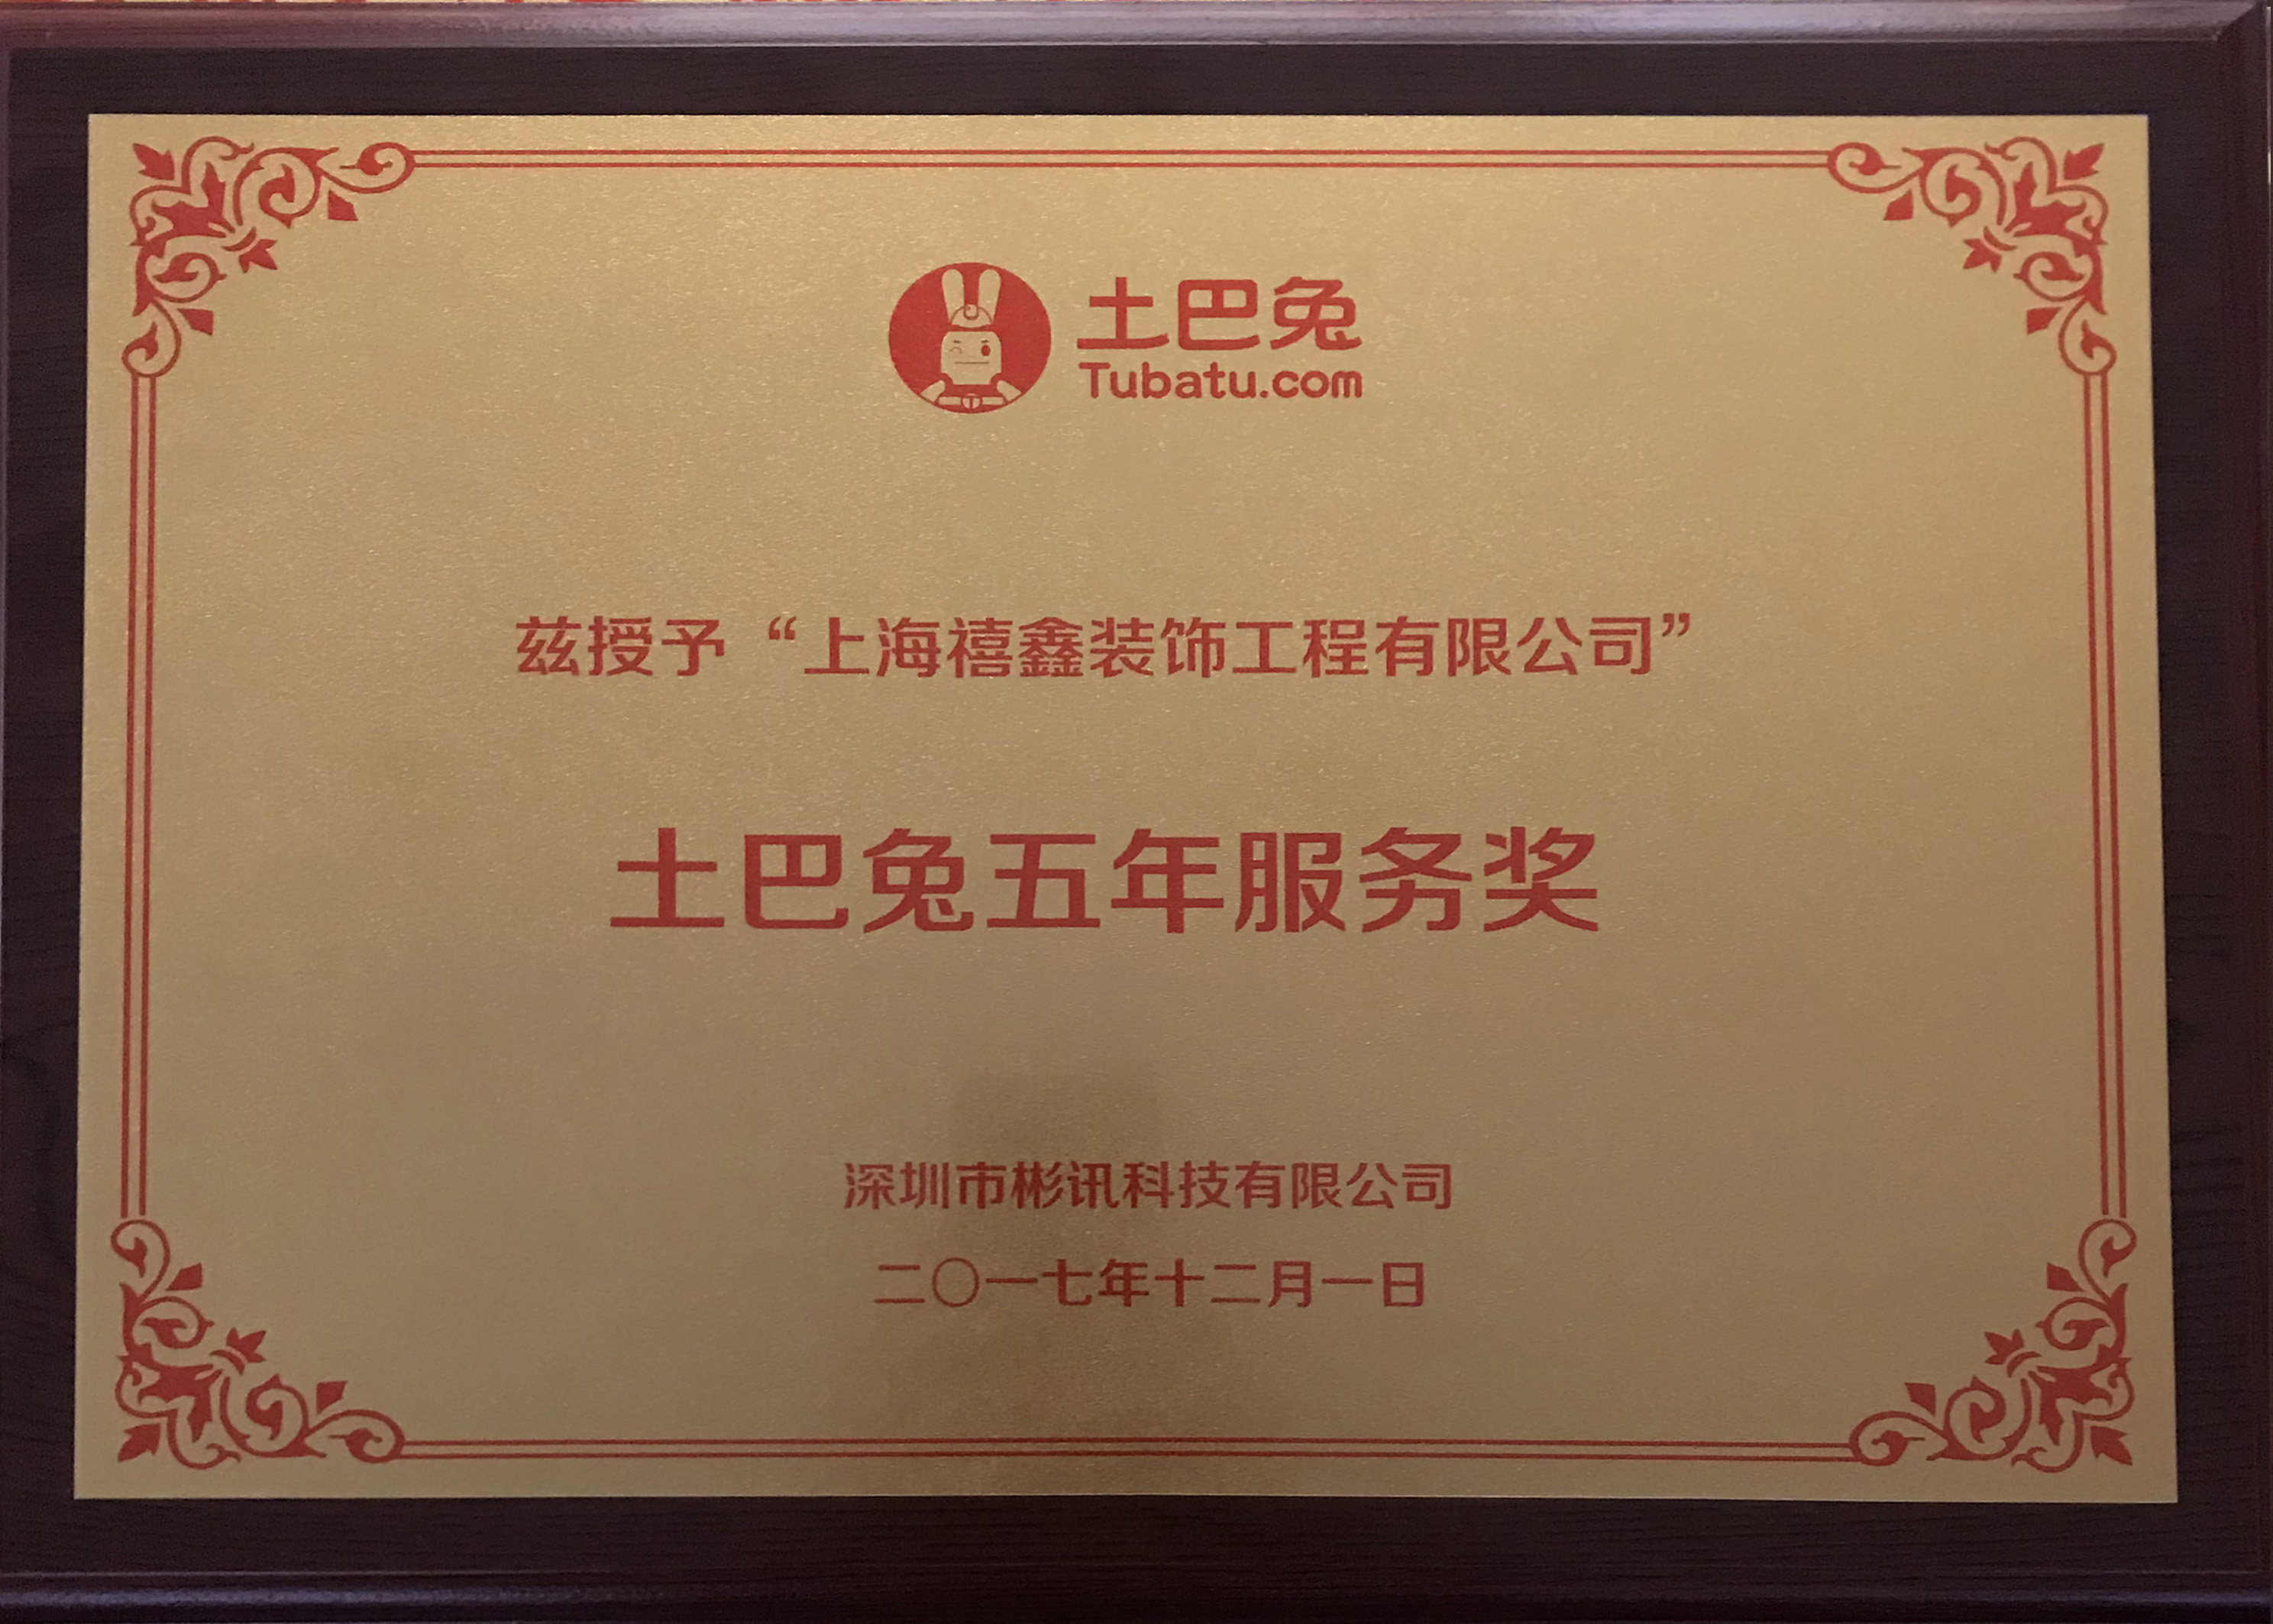 土巴兔
Tubatu.com
兹授予“上海禧鑫装饰工程有限公司”
土巴兔五年服务奖
深圳市彬讯科技有限公司
二〇一七年十二月一日